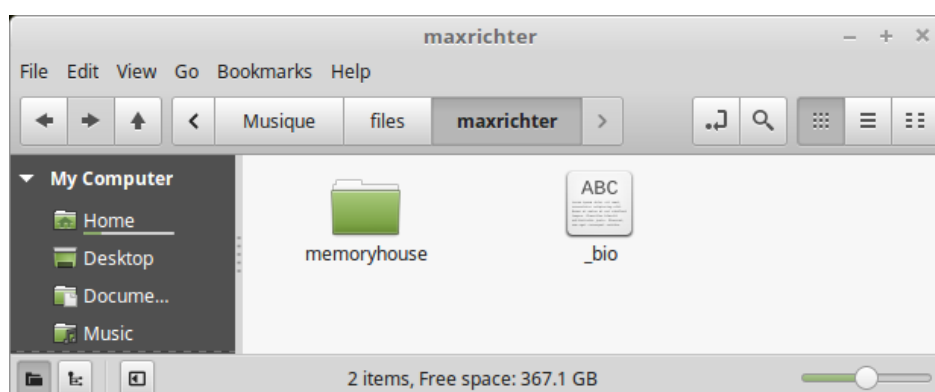 maxrichter
File Edit View Go Bookmarks Help
Musique files maxrichter
My Computer
Home
Desktop
Docume...
Music
memoryhouse
ABC
_bio
2 items, Free space: 367.1 GB